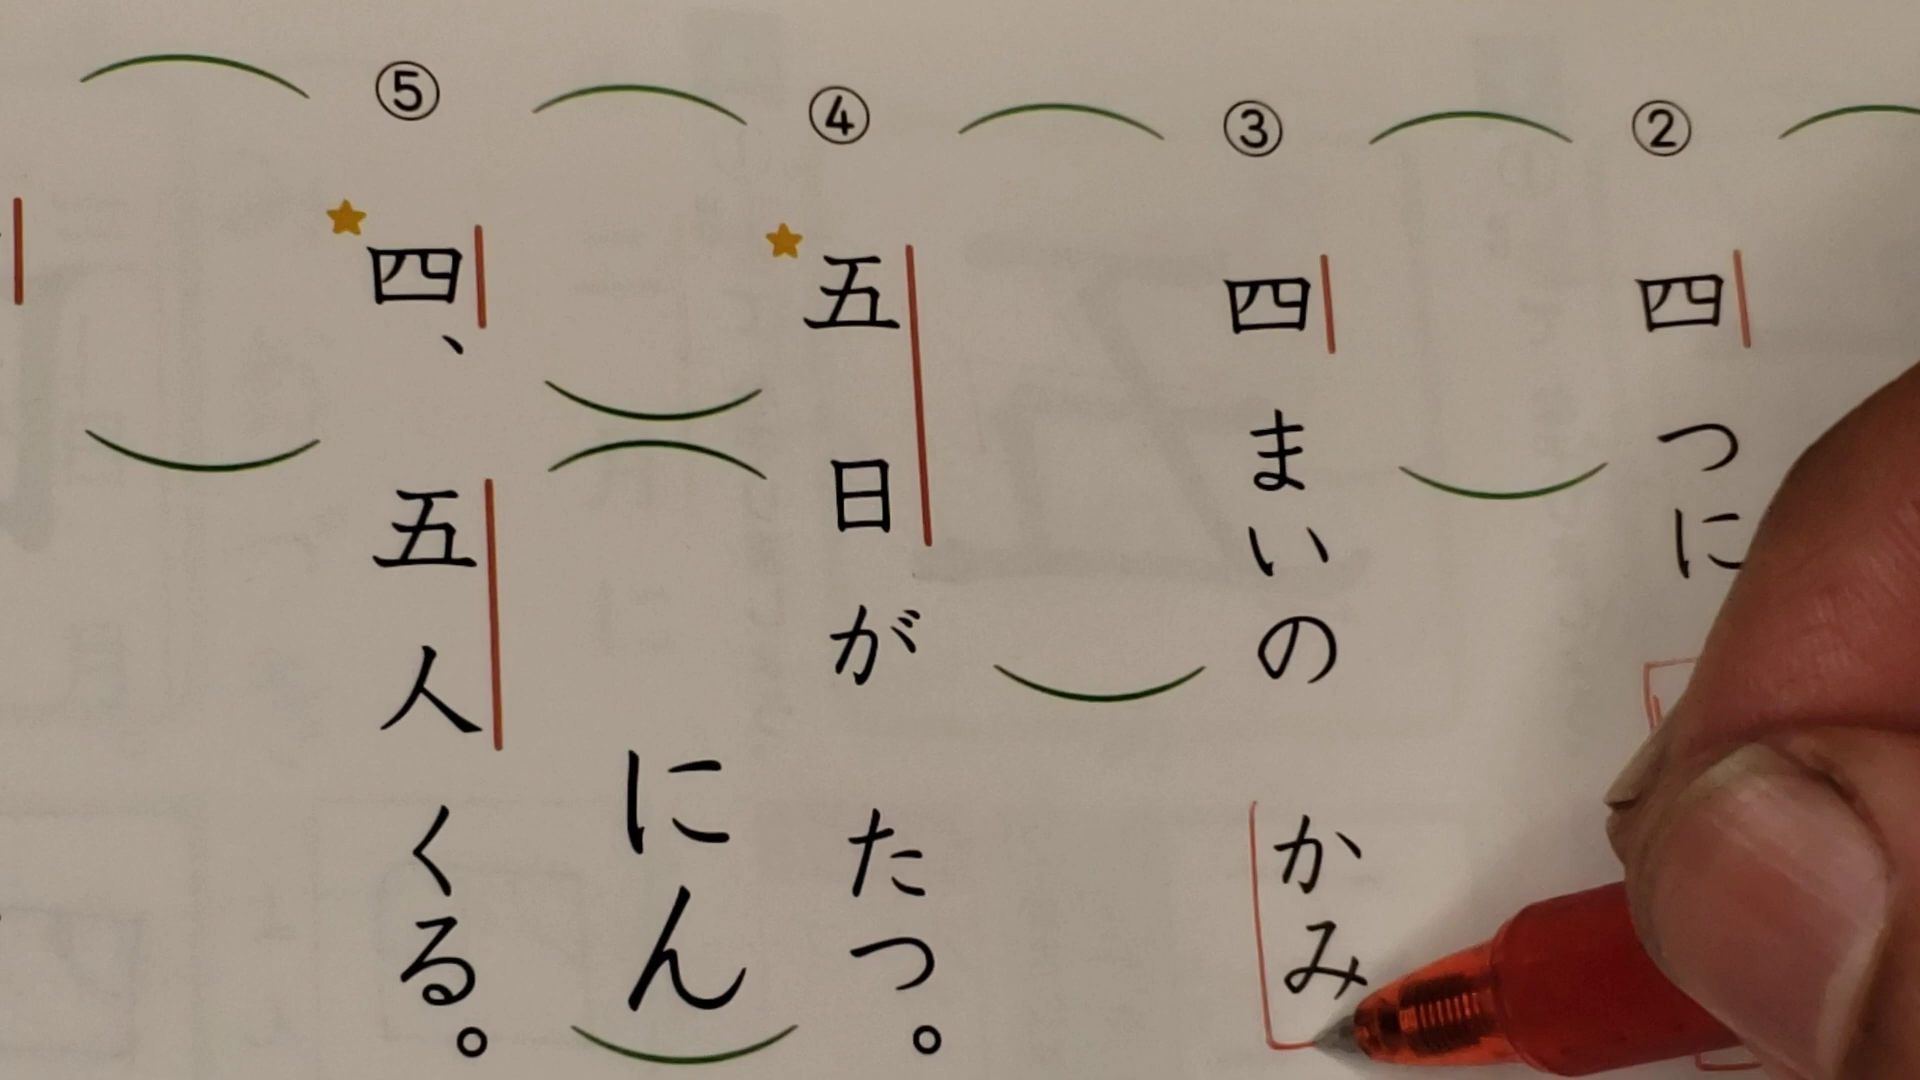 ②
四つに
③
四まいの かみ
④
五日が たつ。
にん
⑤
四、五人 くる。